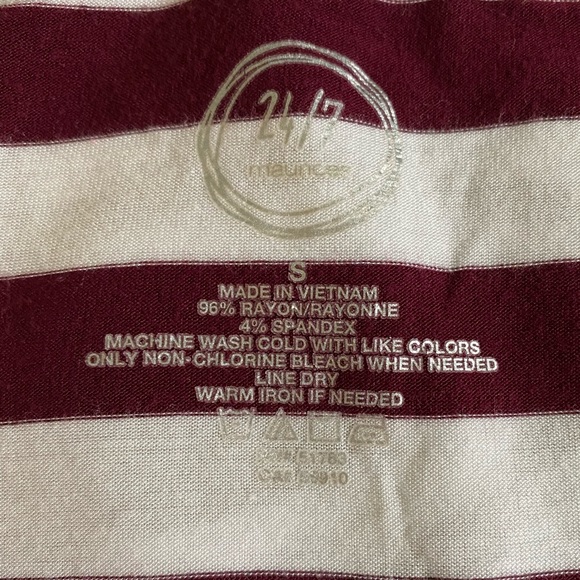 24/7
maurices
S
MADE IN VIETNAM
96% RAYON/RAYONNE
4% SPANDEX
MACHINE WASH COLD WITH LIKE COLORS
ONLY NON-CHLORINE BLEACH WHEN NEEDED
LINE DRY
WARM IRON IF NEEDED